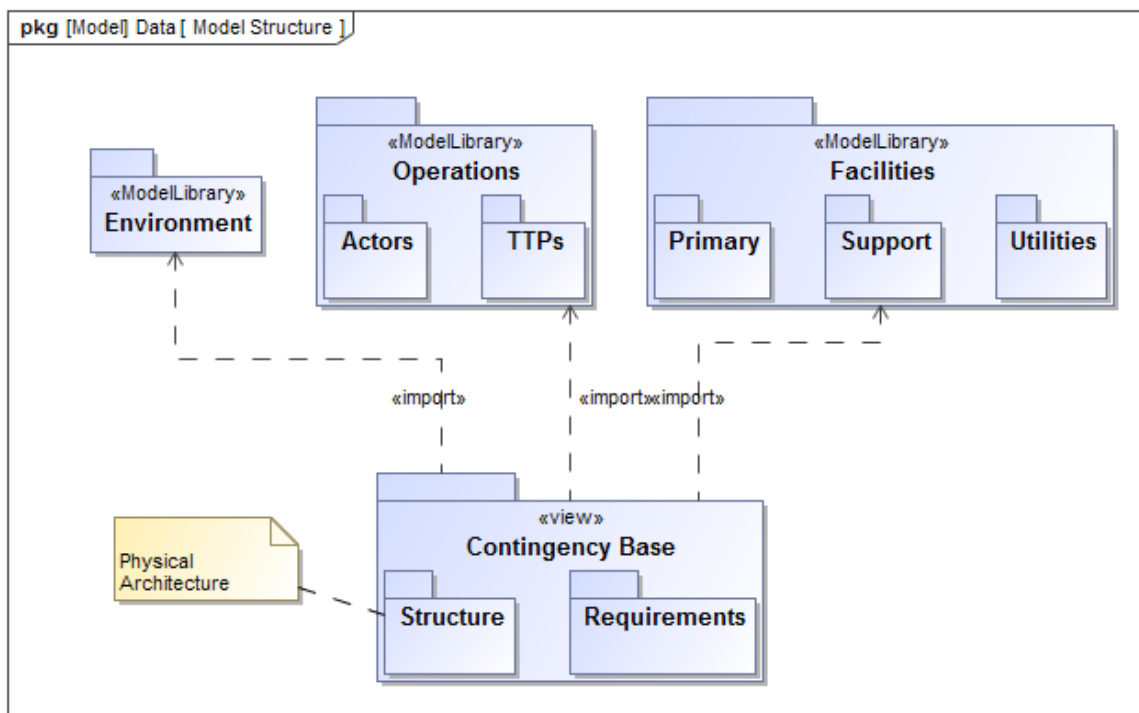 pkg [Model] Data [ Model Structure ]
«ModelLibrary»
Environment
«ModelLibrary»
Operations
Actors
TTPs
«ModelLibrary»
Facilities
Primary
Support
Utilities
«import»
«import»
«import»
«view»
Contingency Base
Structure
Requirements
Physical
Architecture